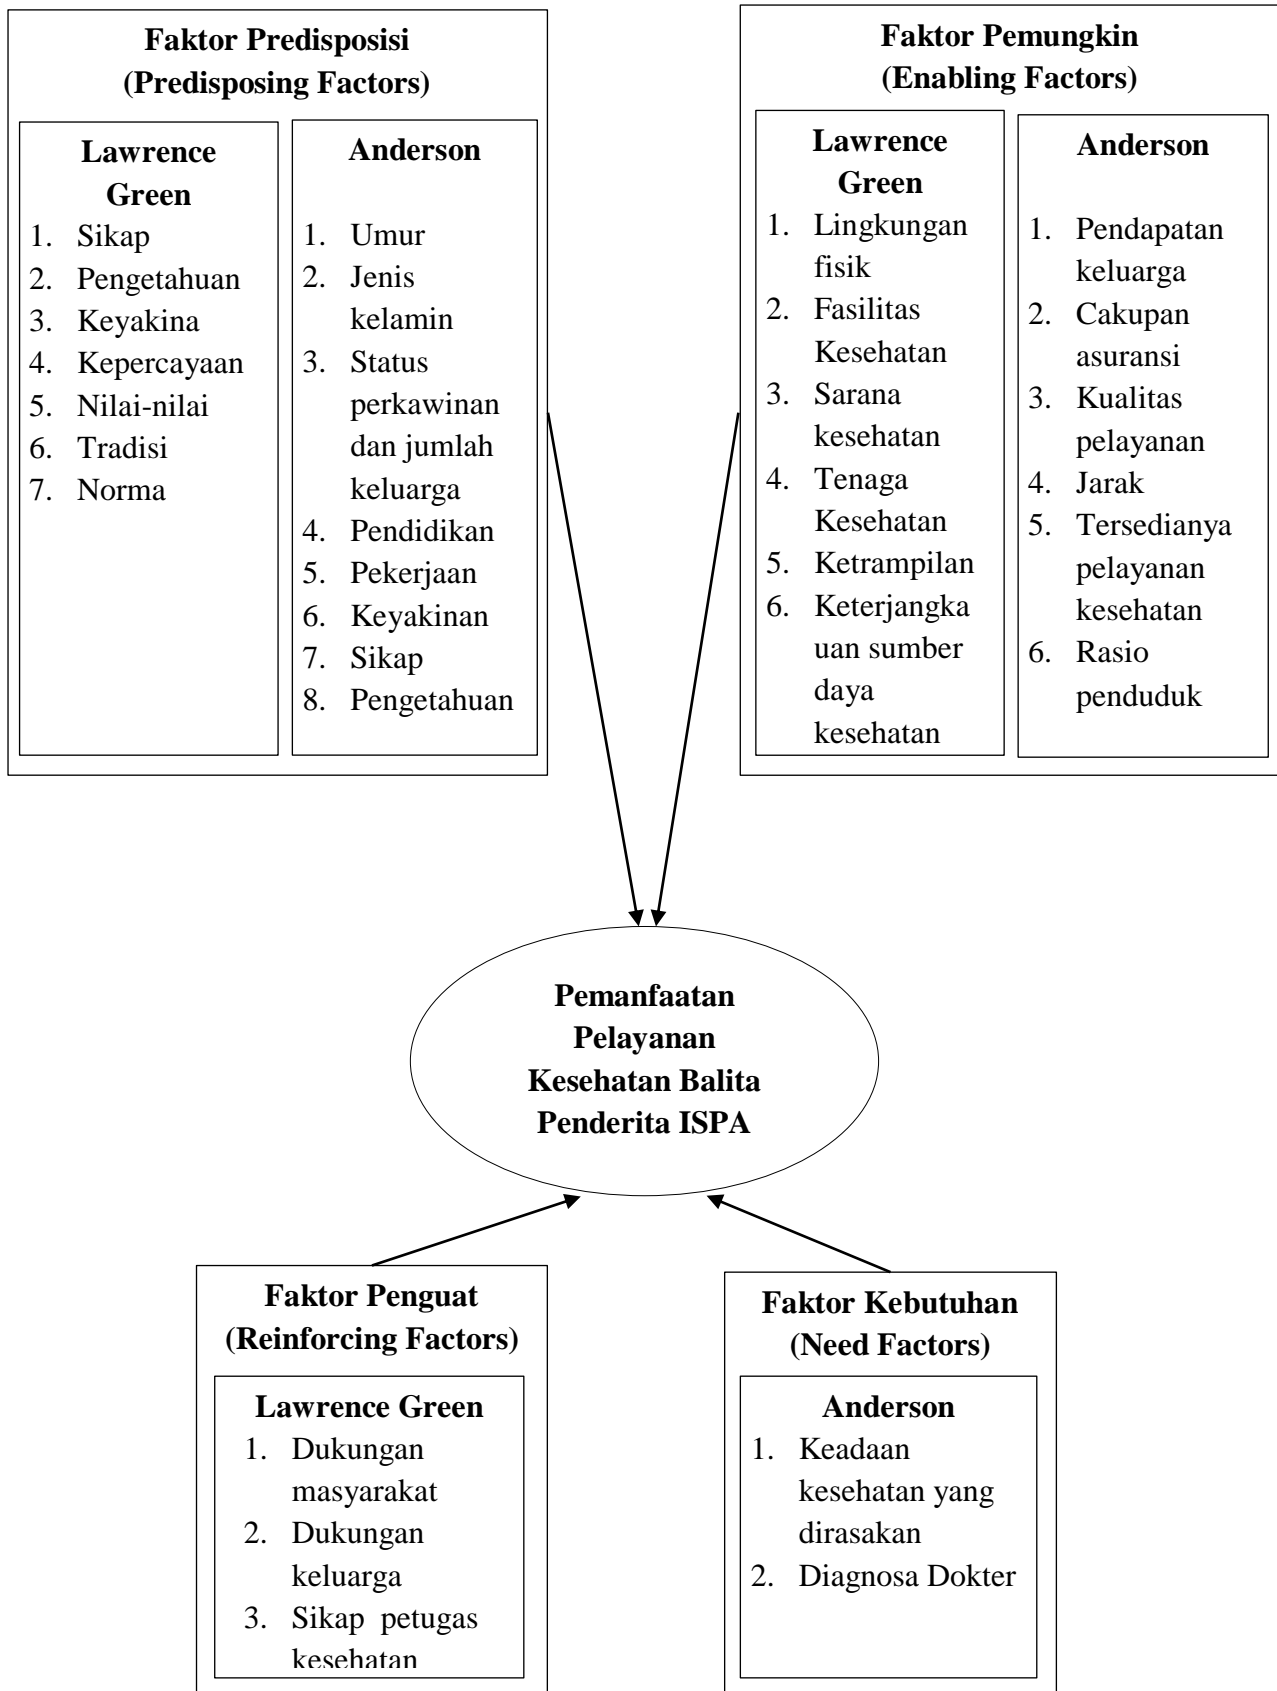 Faktor Predisposisi
(Predisposing Factors)
Lawrence
Green
1. Sikap
2. Pengetahuan
3. Keyakina
4. Kepercayaan
5. Nilai-nilai
6. Tradisi
7. Norma
Anderson
1. Umur
2. Jenis
kelamin
3. Status
perkawinan
dan jumlah
keluarga
4. Pendidikan
5. Pekerjaan
6. Keyakinan
7. Sikap
8. Pengetahuan
Faktor Pemungkin
(Enabling Factors)
Lawrence
Green
1. Lingkungan
fisik
2. Fasilitas
Kesehatan
3. Sarana
kesehatan
4. Tenaga
Kesehatan
5. Ketrampilan
6. Keterjangka
uan sumber
daya
kesehatan
Anderson
1. Pendapatan
keluarga
2. Cakupan
asuransi
3. Kualitas
pelayanan
4. Jarak
5. Tersedianya
pelayanan
kesehatan
6. Rasio
penduduk
Pemanfaatan
Pelayanan
Kesehatan Balita
Penderita ISPA
Faktor Penguat
(Reinforcing Factors)
Lawrence Green
1. Dukungan
masyarakat
2. Dukungan
keluarga
3. Sikap petugas
kesehatan
Faktor Kebutuhan
(Need Factors)
Anderson
1. Keadaan
kesehatan yang
dirasakan
2. Diagnosa Dokter